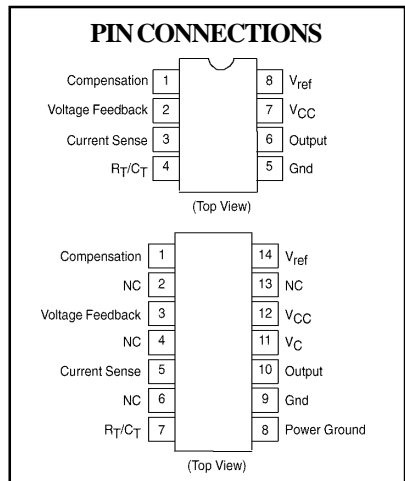 PIN CONNECTIONS
Compensation 1 8 Vref
Voltage Feedback 2 7 VCC
Current Sense 3 6 Output
RT/CT 4 5 Gnd
(Top View)
Compensation 1 14 Vref
NC 2 13 NC
Voltage Feedback 3 12 VCC
NC 4 11 VC
Current Sense 5 10 Output
NC 6 9 Gnd
RT/CT 7 8 Power Ground
(Top View)